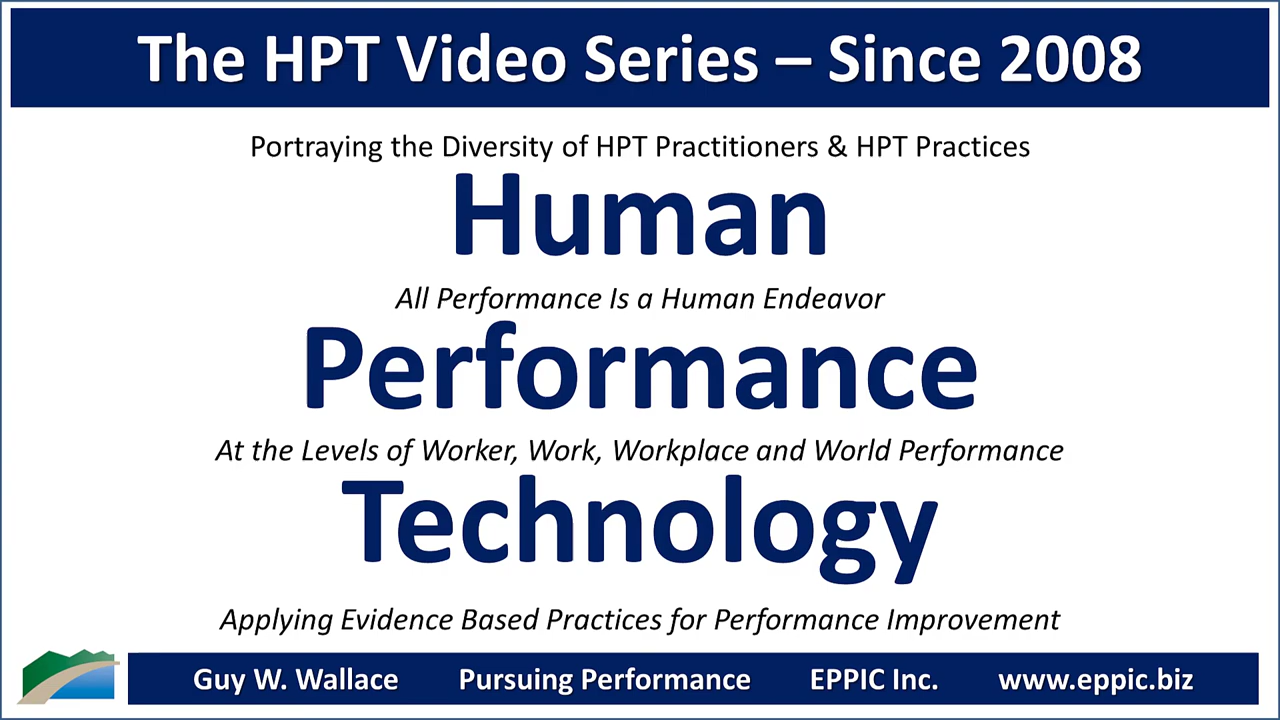 The HPT Video Series – Since 2008
Portraying the Diversity of HPT Practitioners & HPT Practices
Human
All Performance Is a Human Endeavor
Performance
At the Levels of Worker, Work, Workplace and World Performance
Technology
Applying Evidence Based Practices for Performance Improvement
Guy W. Wallace Pursuing Performance EPPIC Inc. www.eppic.biz